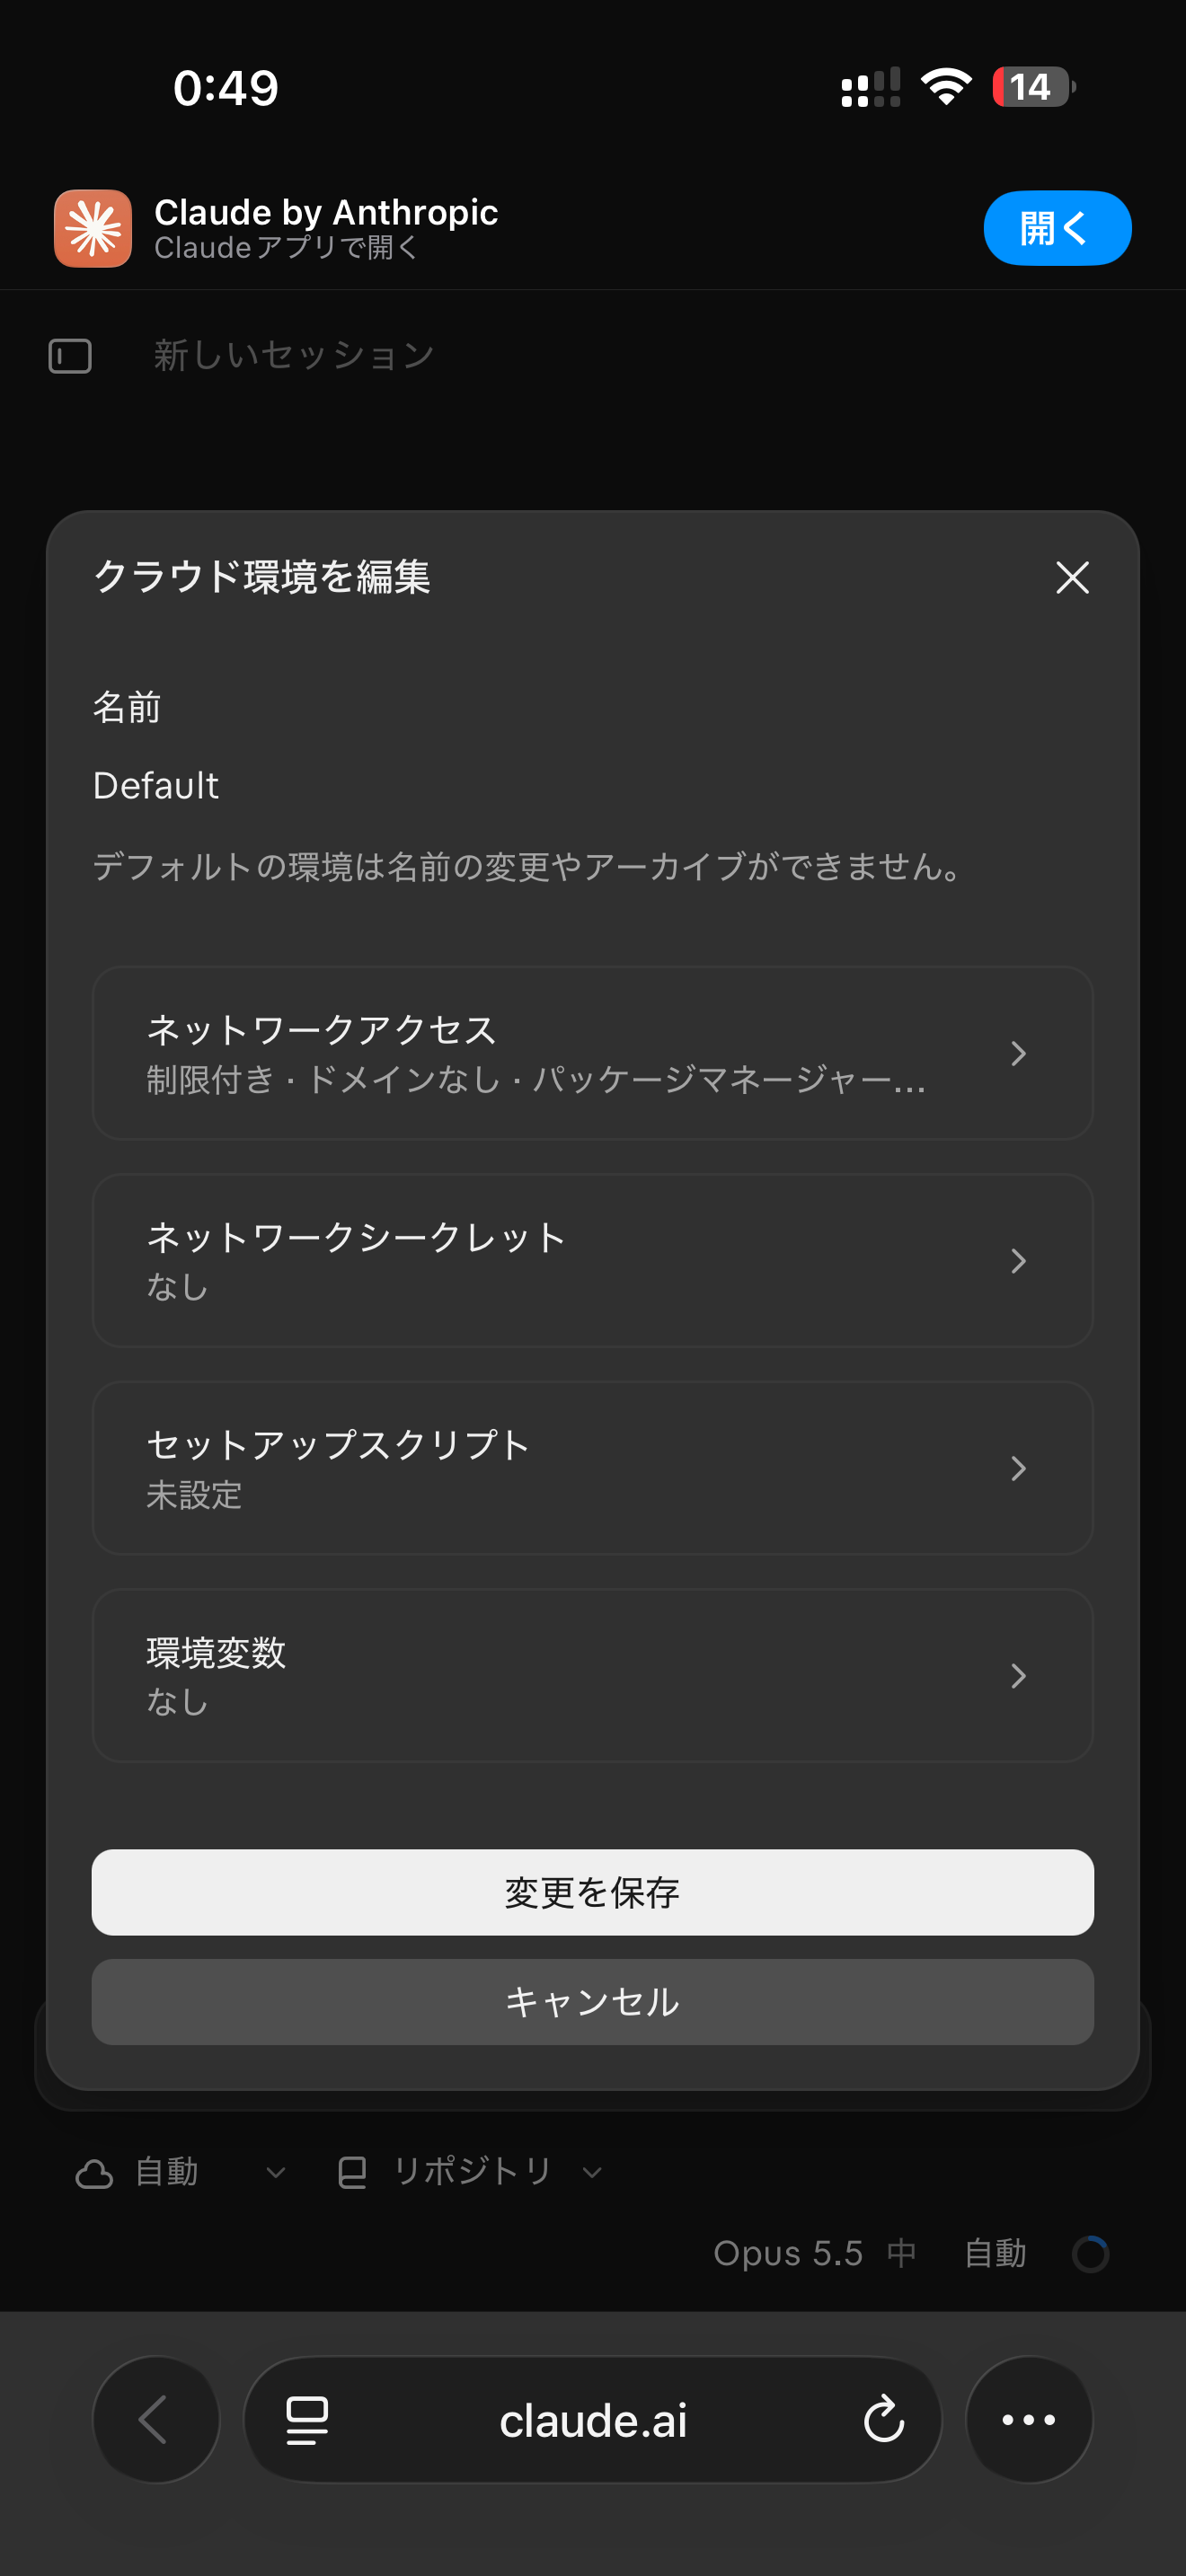 0:49
14
Claude by Anthropic
Claudeアプリで開く
開く
新しいセッション
クラウド環境を編集
名前
Default
デフォルトの環境は名前の変更やアーカイブができません。
ネットワークアクセス
制限付き · ドメインなし · パッケージマネージャー...
ネットワークシークレット
なし
セットアップスクリプト
未設定
環境変数
なし
変更を保存
キャンセル
自動
リポジトリ
Opus 5.5 中 自動
claude.ai